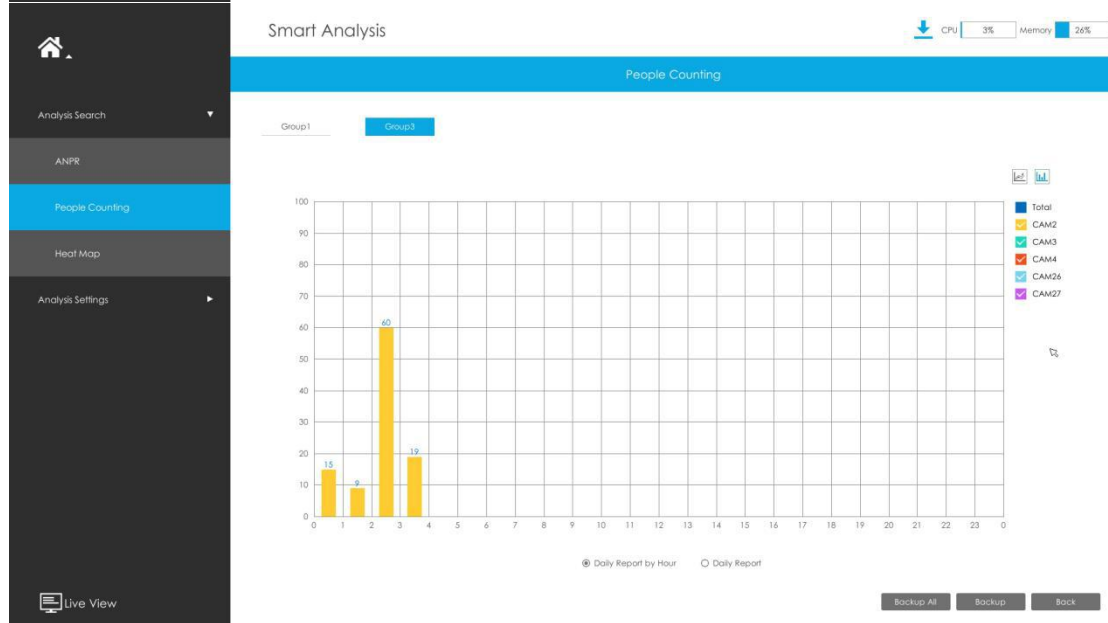 Smart Analysis
CPU 3% Memory 26%
People Counting
Analysis Search
ANPR
People Counting
Heat Map
Analysis Settings
Live View
Group1 Group3
Total
CAM2
CAM3
CAM4
CAM26
CAM27
100
90
80
70
60
50
40
30
20
10
0
15 9 60 19
0 1 2 3 4 5 6 7 8 9 10 11 12 13 14 15 16 17 18 19 20 21 22 23 0
Daily Report by Hour Daily Report
Backup All Backup Back